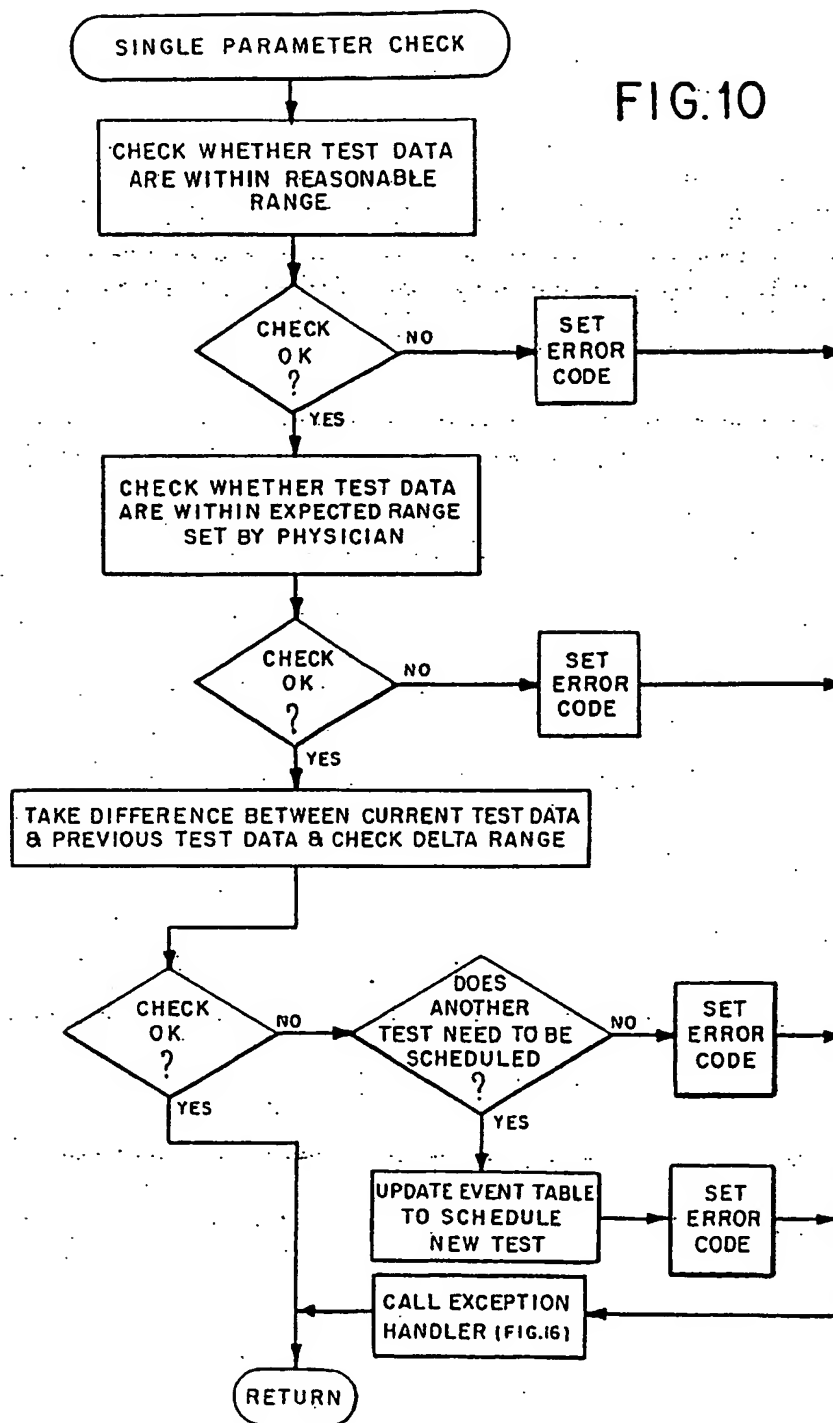 SINGLE PARAMETER CHECK
FIG.10
CHECK WHETHER TEST DATA
ARE WITHIN REASONABLE
RANGE
CHECK
OK
?
NO
SET
ERROR
CODE
YES
CHECK WHETHER TEST DATA
ARE WITHIN EXPECTED RANGE
SET BY PHYSICIAN
CHECK
OK
?
NO
SET
ERROR
CODE
YES
TAKE DIFFERENCE BETWEEN CURRENT TEST DATA
& PREVIOUS TEST DATA & CHECK DELTA RANGE
CHECK
OK
?
NO
DOES
ANOTHER
TEST NEED TO BE
SCHEDULED
?
NO
SET
ERROR
CODE
YES
YES
UPDATE EVENT TABLE
TO SCHEDULE
NEW TEST
SET
ERROR
CODE
CALL EXCEPTION
HANDLER (FIG.16)
RETURN